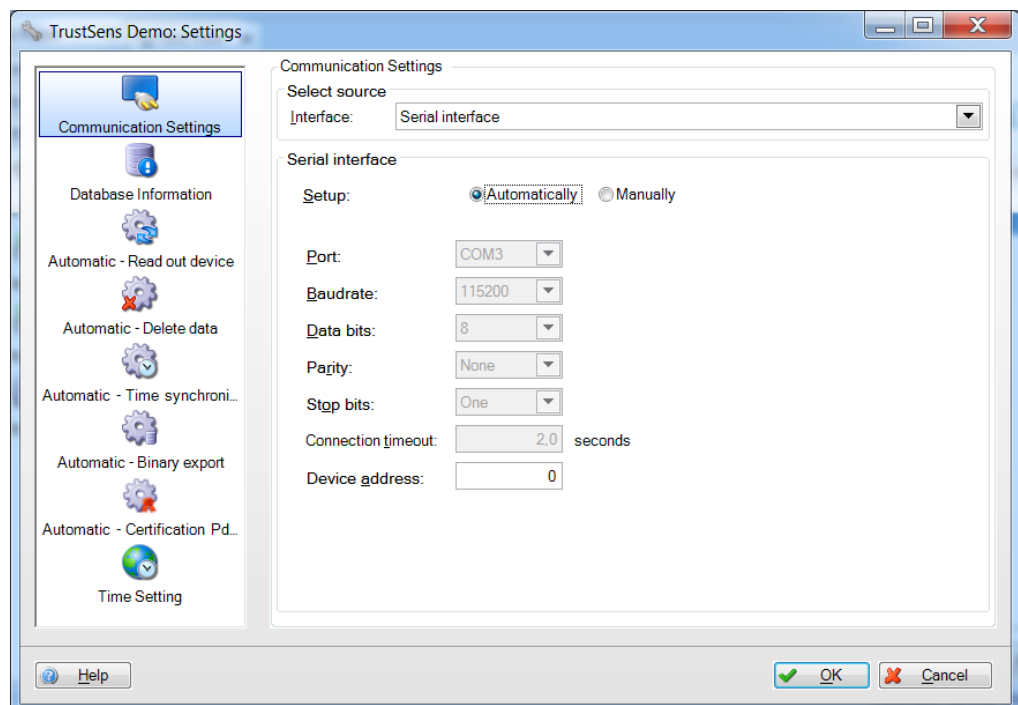 TrustSens Demo: Settings
Communication Settings
Database Information
Automatic - Read out device
Automatic - Delete data
Automatic - Time synchroni...
Automatic - Binary export
Automatic - Certification Pd...
Time Setting
Communication Settings
Select source
Interface: Serial interface
Serial interface
Setup: Automatically Manually
Port: COM3
Baudrate: 115200
Data bits: 8
Parity: None
Stop bits: One
Connection timeout: 2,0 seconds
Device address: 0
Help OK Cancel